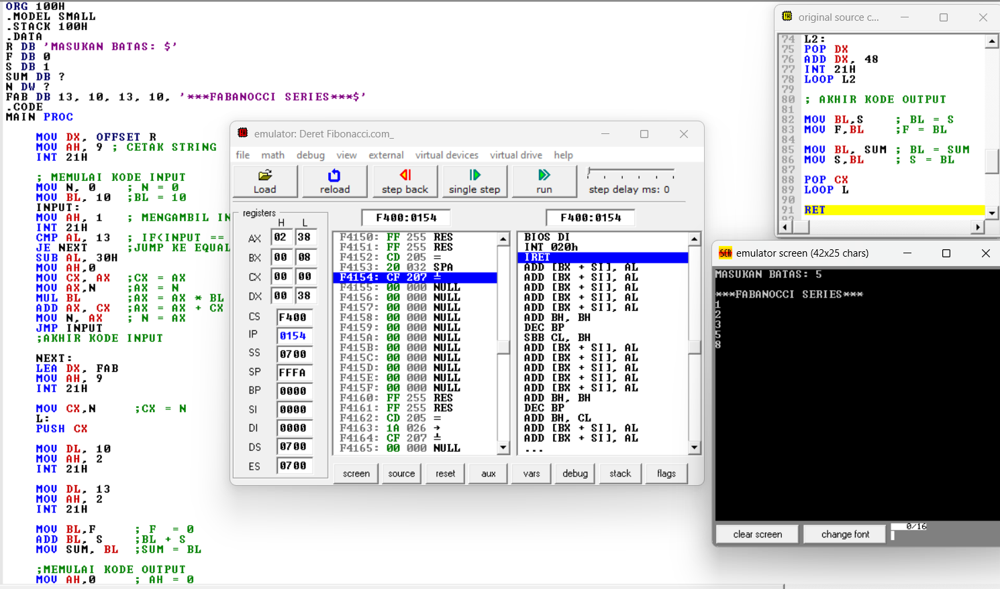 ORG 100H
.MODEL SMALL
.STACK 100H
.DATA
R DB 'MASUKAN BATAS: $'
F DB 0
S DB 1
SUM DB ?
N DW ?
FAB DB 13, 10, 13, 10, '***FABANOCCI SERIES***$'
.CODE
MAIN PROC
MOV DX, OFFSET R
MOV AH, 9 ; CETAK STRING
INT 21H
; MEMULAI KODE INPUT
MOV N, 0 ; N = 0
MOV BL, 10 ;BL = 10
INPUT:
MOV AH, 1 ; MENGAMBIL IN
INT 21H
CMP AL, 13 ; IF(INPUT ==
JE NEXT ;JUMP KE EQUAL
SUB AL, 30H
MOV AH,0
MOV CX, AX ;CX = AX
MOV AX,N ;AX = N
MUL BL ;AX = AX * BL
ADD AX, CX ;AX = AX + CX
MOV N, AX ; N = AX
JMP INPUT
;AKHIR KODE INPUT
NEXT:
LEA DX, FAB
MOV AH, 9
INT 21H
MOV CX,N ;CX = N
L:
PUSH CX
MOV DL, 10
MOV AH, 2
INT 21H
MOV DL, 13
MOV AH, 2
INT 21H
MOV BL,F ; F = 0
ADD BL, S ;BL + S
MOV SUM, BL ;SUM = BL
;MEMULAI KODE OUTPUT
MOV AH,0 ; AH = 0
emulator: Deret Fibonacci.com_
file math debug view external virtual devices virtual drive help
Load reload step back single step run step delay ms: 0
registers
H L
AX 02 38
BX 00 08
CX 00 00
DX 00 38
CS F400
IP 0154
SS 0700
SP FFFA
BP 0000
SI 0000
DI 0000
DS 0700
ES 0700
F400:0154
F4150: FF 255 RES
F4151: FF 255 RES
F4152: CD 205 =
F4153: 20 032 SPA
F4154: CF 207 ╧
F4155: 00 000 NULL
F4156: 00 000 NULL
F4157: 00 000 NULL
F4158: 00 000 NULL
F4159: 00 000 NULL
F415A: 00 000 NULL
F415B: 00 000 NULL
F415C: 00 000 NULL
F415D: 00 000 NULL
F415E: 00 000 NULL
F415F: 00 000 NULL
F4160: FF 255 RES
F4161: FF 255 RES
F4162: CD 205 =
F4163: 1A 026 →
F4164: CF 207 ╧
F4165: 00 000 NULL
F400:0154
BIOS DI
INT 020h
IRET
ADD [BX + SI], AL
ADD [BX + SI], AL
ADD [BX + SI], AL
ADD [BX + SI], AL
ADD [BX + SI], AL
ADD BH, BH
DEC BP
SBB CL, BH
ADD [BX + SI], AL
ADD [BX + SI], AL
ADD [BX + SI], AL
ADD [BX + SI], AL
ADD [BX + SI], AL
ADD BH, BH
DEC BP
ADD BH, CL
ADD [BX + SI], AL
ADD [BX + SI], AL
...
screen source reset aux vars debug stack flags
original source c...
74 L2:
75 POP DX
76 ADD DX, 48
77 INT 21H
78 LOOP L2
79
80 ; AKHIR KODE OUTPUT
81
82 MOV BL,S ; BL = S
83 MOV F,BL ;F = BL
84
85 MOV BL, SUM ; BL = SUM
86 MOV S,BL ; S = BL
87
88 POP CX
89 LOOP L
90
91 RET
92
emulator screen (42x25 chars)
MASUKAN BATAS: 5
***FABANOCCI SERIES***
1
2
3
5
8
clear screen change font 0/16